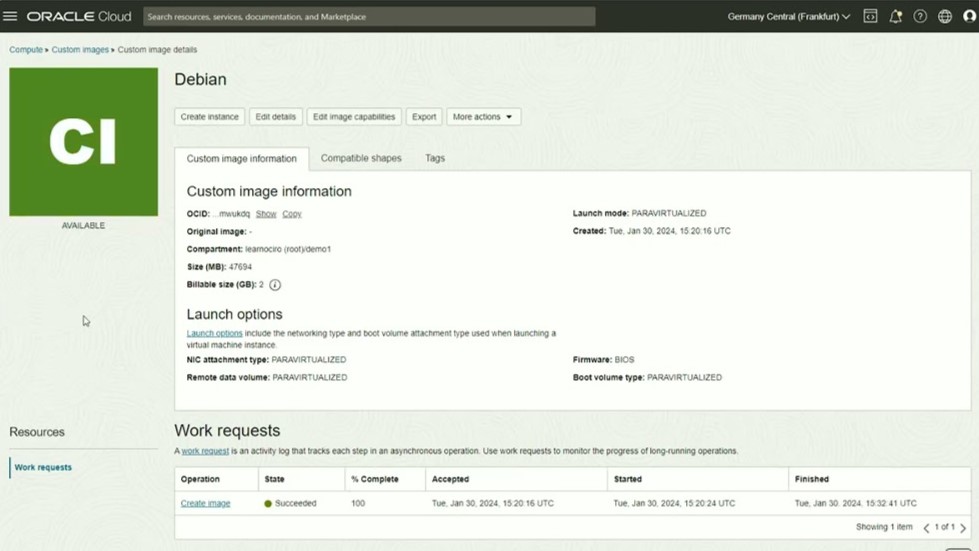 ORACLE Cloud
Search resources, services, documentation, and Marketplace
Germany Central (Frankfurt)
Compute » Custom images » Custom image details
CI
AVAILABLE
Debian
Create instance Edit details Edit image capabilities Export More actions
Custom image information Compatible shapes Tags
Custom image information
OCID: ...mwukdq Show Copy
Launch mode: PARAVIRTUALIZED
Original image: -
Created: Tue, Jan 30, 2024, 15:20:16 UTC
Compartment: learnociro (root)/demo1
Size (MB): 47694
Billable size (GB): 2
Launch options
Launch options include the networking type and boot volume attachment type used when launching a
virtual machine instance.
NIC attachment type: PARAVIRTUALIZED
Firmware: BIOS
Remote data volume: PARAVIRTUALIZED
Boot volume type: PARAVIRTUALIZED
Resources
Work requests
Work requests
A work request is an activity log that tracks each step in an asynchronous operation. Use work requests to monitor the progress of long-running operations.
Operation State % Complete Accepted Started Finished
Create image Succeeded 100 Tue, Jan 30, 2024, 15:20:16 UTC Tue, Jan 30, 2024, 15:20:24 UTC Tue, Jan 30, 2024, 15:32:41 UTC
Showing 1 item < 1 of 1 >